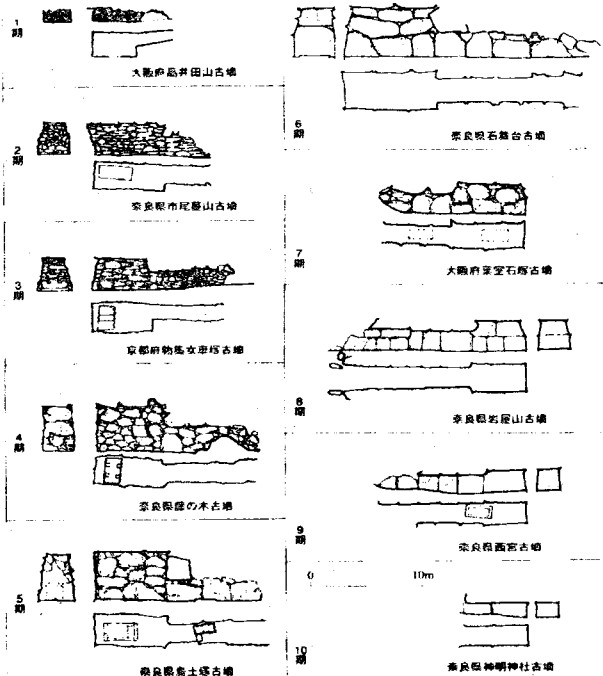 1期
大阪府高井田山古墳
2期
奈良県市尾墓山古墳
3期
京都府物集女車塚古墳
4期
奈良県藤の木古墳
5期
奈良県烏土塚古墳
6期
奈良県石舞台古墳
7期
大阪府葉室石塚古墳
8期
奈良県岩屋山古墳
9期
奈良県西宮古墳
0 10m
10期
奈良県神明神社古墳